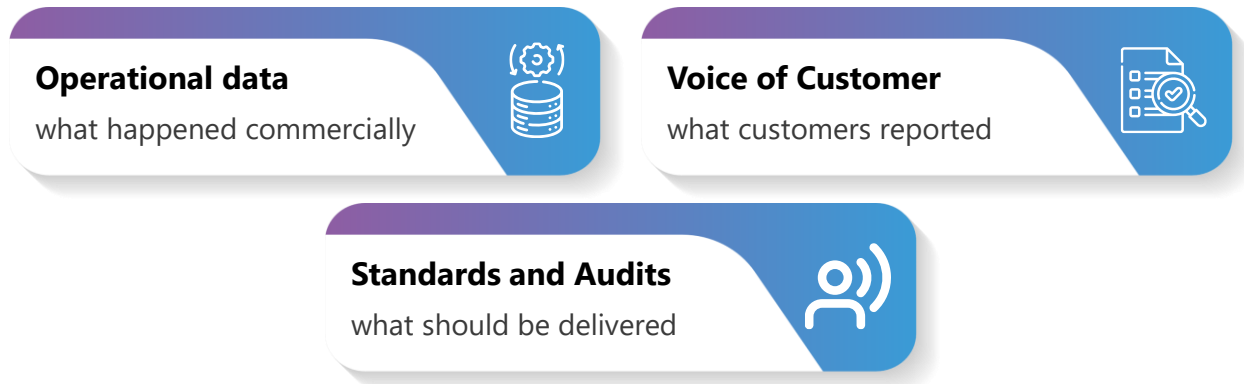 Operational data
what happened commercially
Voice of Customer
what customers reported
Standards and Audits
what should be delivered